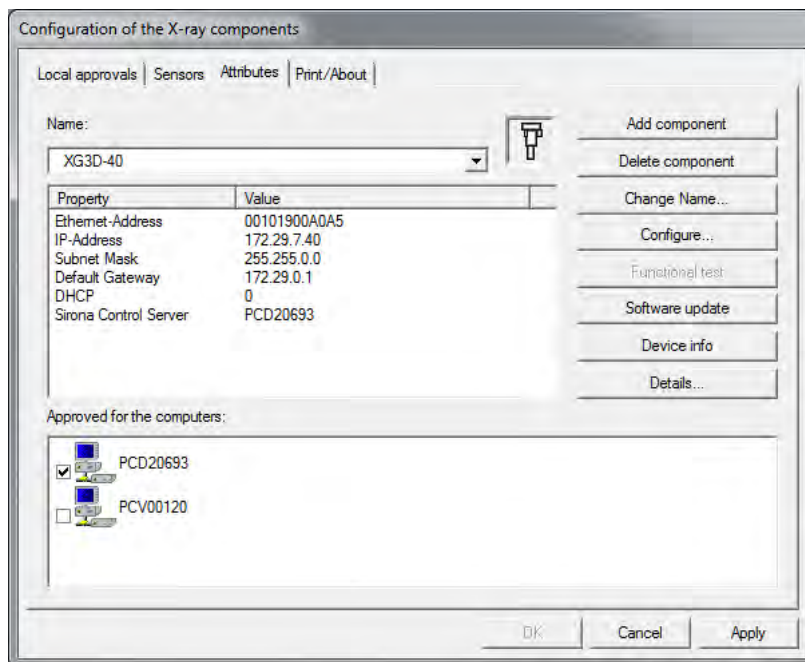 Configuration of the X-ray components
Local approvals Sensors Attributes Print/About
Name:
XG3D-40
Property Value
Ethernet-Address 00101900A0A5
IP-Address 172.29.7.40
Subnet Mask 255.255.0.0
Default Gateway 172.29.0.1
DHCP 0
Sirona Control Server PCD20693
Add component
Delete component
Change Name...
Configure...
Functional test
Software update
Device info
Details...
Approved for the computers:
PCD20693
PCV00120
OK Cancel Apply